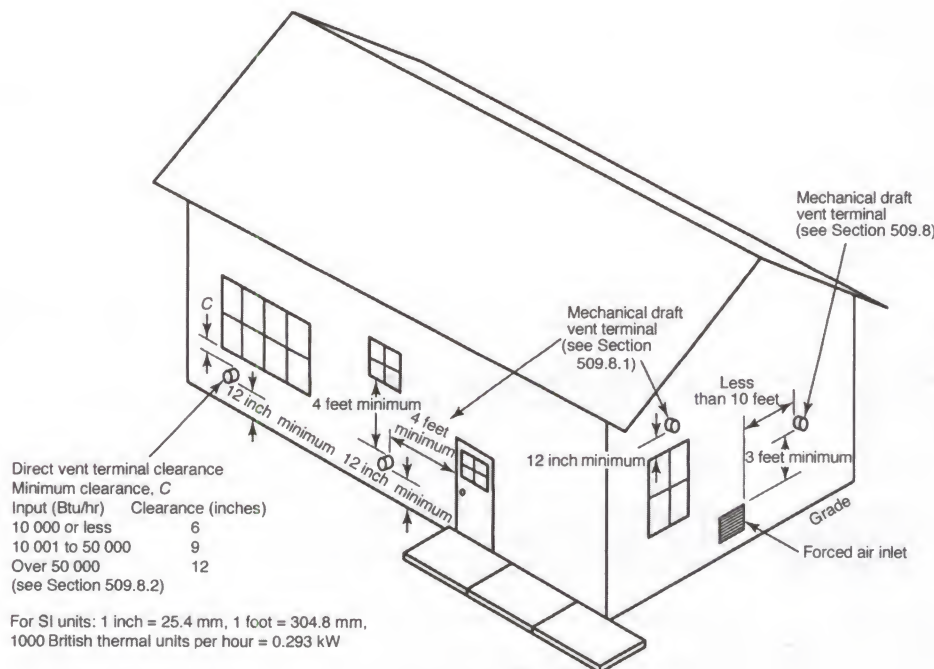 Mechanical draft
vent terminal
(see Section 509.8)
Mechanical draft
vent terminal
(see Section
509.8.1)
C
Less
than 10 feet
4 feet minimum
4 feet
minimum
12 inch minimum
12 inch minimum
12 inch minimum
3 feet minimum
Grade
Forced air inlet
Direct vent terminal clearance
Minimum clearance, C
Input (Btu/hr) Clearance (inches)
10 000 or less 6
10 001 to 50 000 9
Over 50 000 12
(see Section 509.8.2)
For SI units: 1 inch = 25.4 mm, 1 foot = 304.8 mm,
1000 British thermal units per hour = 0.293 kW